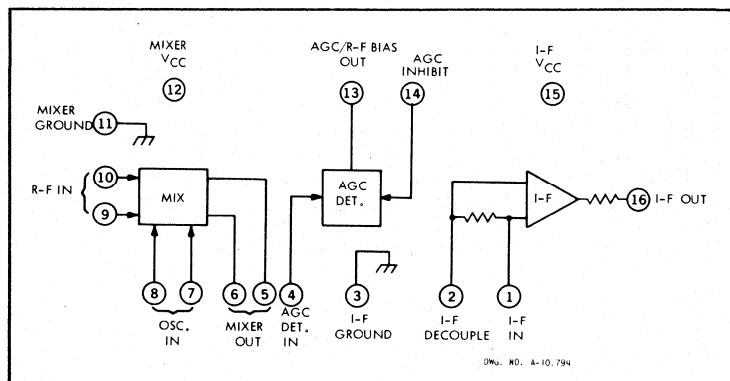 MIXER
VCC
12
AGC/R-F BIAS
OUT
13
AGC
INHIBIT
14
I-F
VCC
15
MIXER
GROUND
11
R-F IN
10
9
MIX
AGC
DET.
I-F
16
I-F OUT
8
7
6
5
4
3
2
1
OSC.
IN
MIXER
OUT
AGC
DET.
IN
I-F
GROUND
I-F
DECOUPLE
I-F
IN
DWG. NO. A-10,794